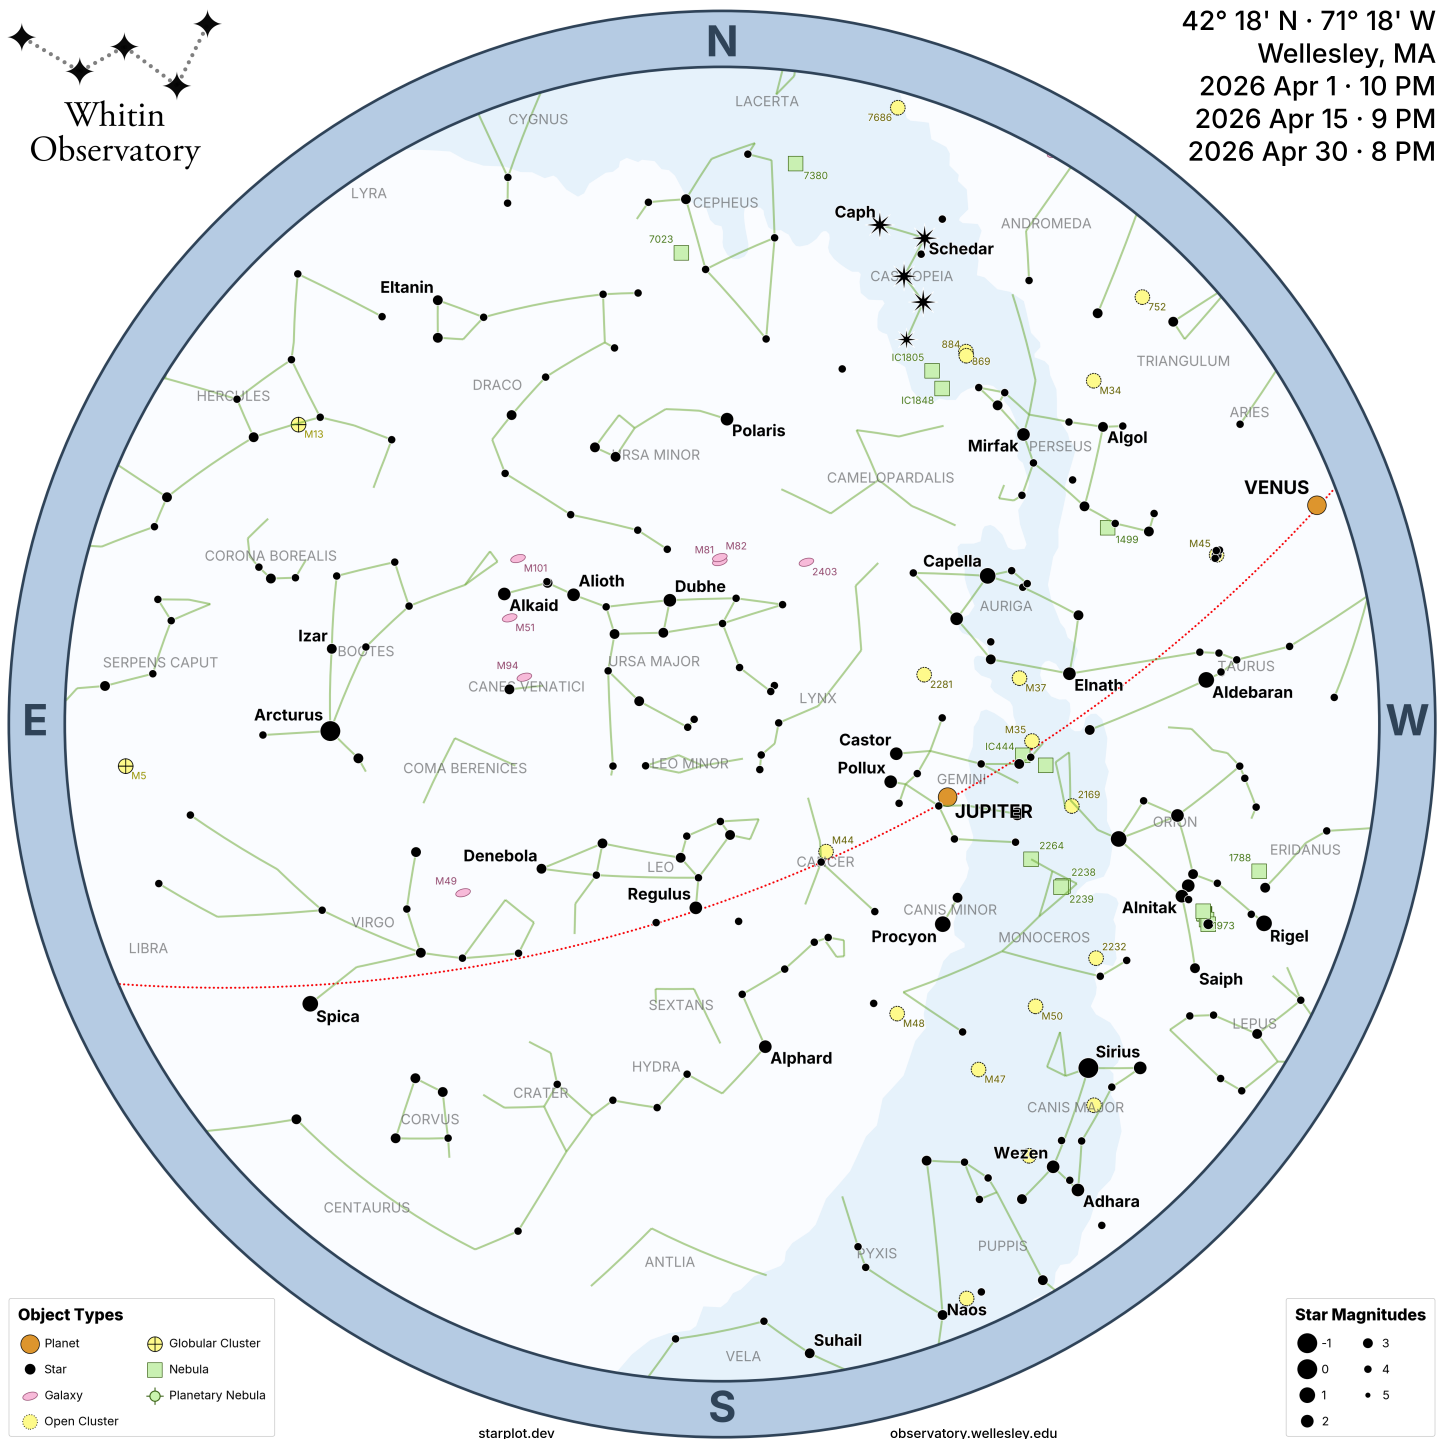 42° 18' N · 71° 18' W
Wellesley, MA
2026 Apr 1 · 10 PM
2026 Apr 15 · 9 PM
2026 Apr 30 · 8 PM
Whitin
Observatory
N
LACERTA
7686
CYGNUS
7380
LYRA
CEPHEUS
Caph
ANDROMEDA
7023
Schedar
CASSIOPEIA
Eltanin
752
884
869
IC1805
TRIANGULUM
DRACO
M34
HERCULES
IC1848
ARIES
M13
Polaris
Algol
Mirfak
PERSEUS
URSA MINOR
CAMELOPARDALIS
VENUS
1499
M45
CORONA BOREALIS
M81
M82
M101
2403
Capella
Alioth
Dubhe
Alkaid
AURIGA
M51
Izar
BOOTES
SERPENS CAPUT
URSA MAJOR
M94
TAURUS
CANES VENATICI
2281
M37
Elnath
Aldebaran
LYNX
Arcturus
E
W
M35
Castor
IC444
COMA BERENICES
LEO MINOR
Pollux
M5
GEMINI
2169
JUPITER
ORION
M44
2264
Denebola
LEO
CANCER
ERIDANUS
1788
M49
2238
Regulus
2239
CANIS MINOR
Alnitak
VIRGO
1973
Procyon
MONOCEROS
Rigel
LIBRA
2232
Saiph
SEXTANS
Spica
M48
M50
LEPUS
Sirius
Alphard
HYDRA
M47
CRATER
CANIS MAJOR
CORVUS
Wezen
Adhara
CENTAURUS
PUPPIS
PYXIS
ANTLIA
Naos
Suhail
VELA
S
Object Types
Planet
Star
Galaxy
Open Cluster
Globular Cluster
Nebula
Planetary Nebula
Star Magnitudes
-1
0
1
2
3
4
5
starplot.dev
observatory.wellesley.edu